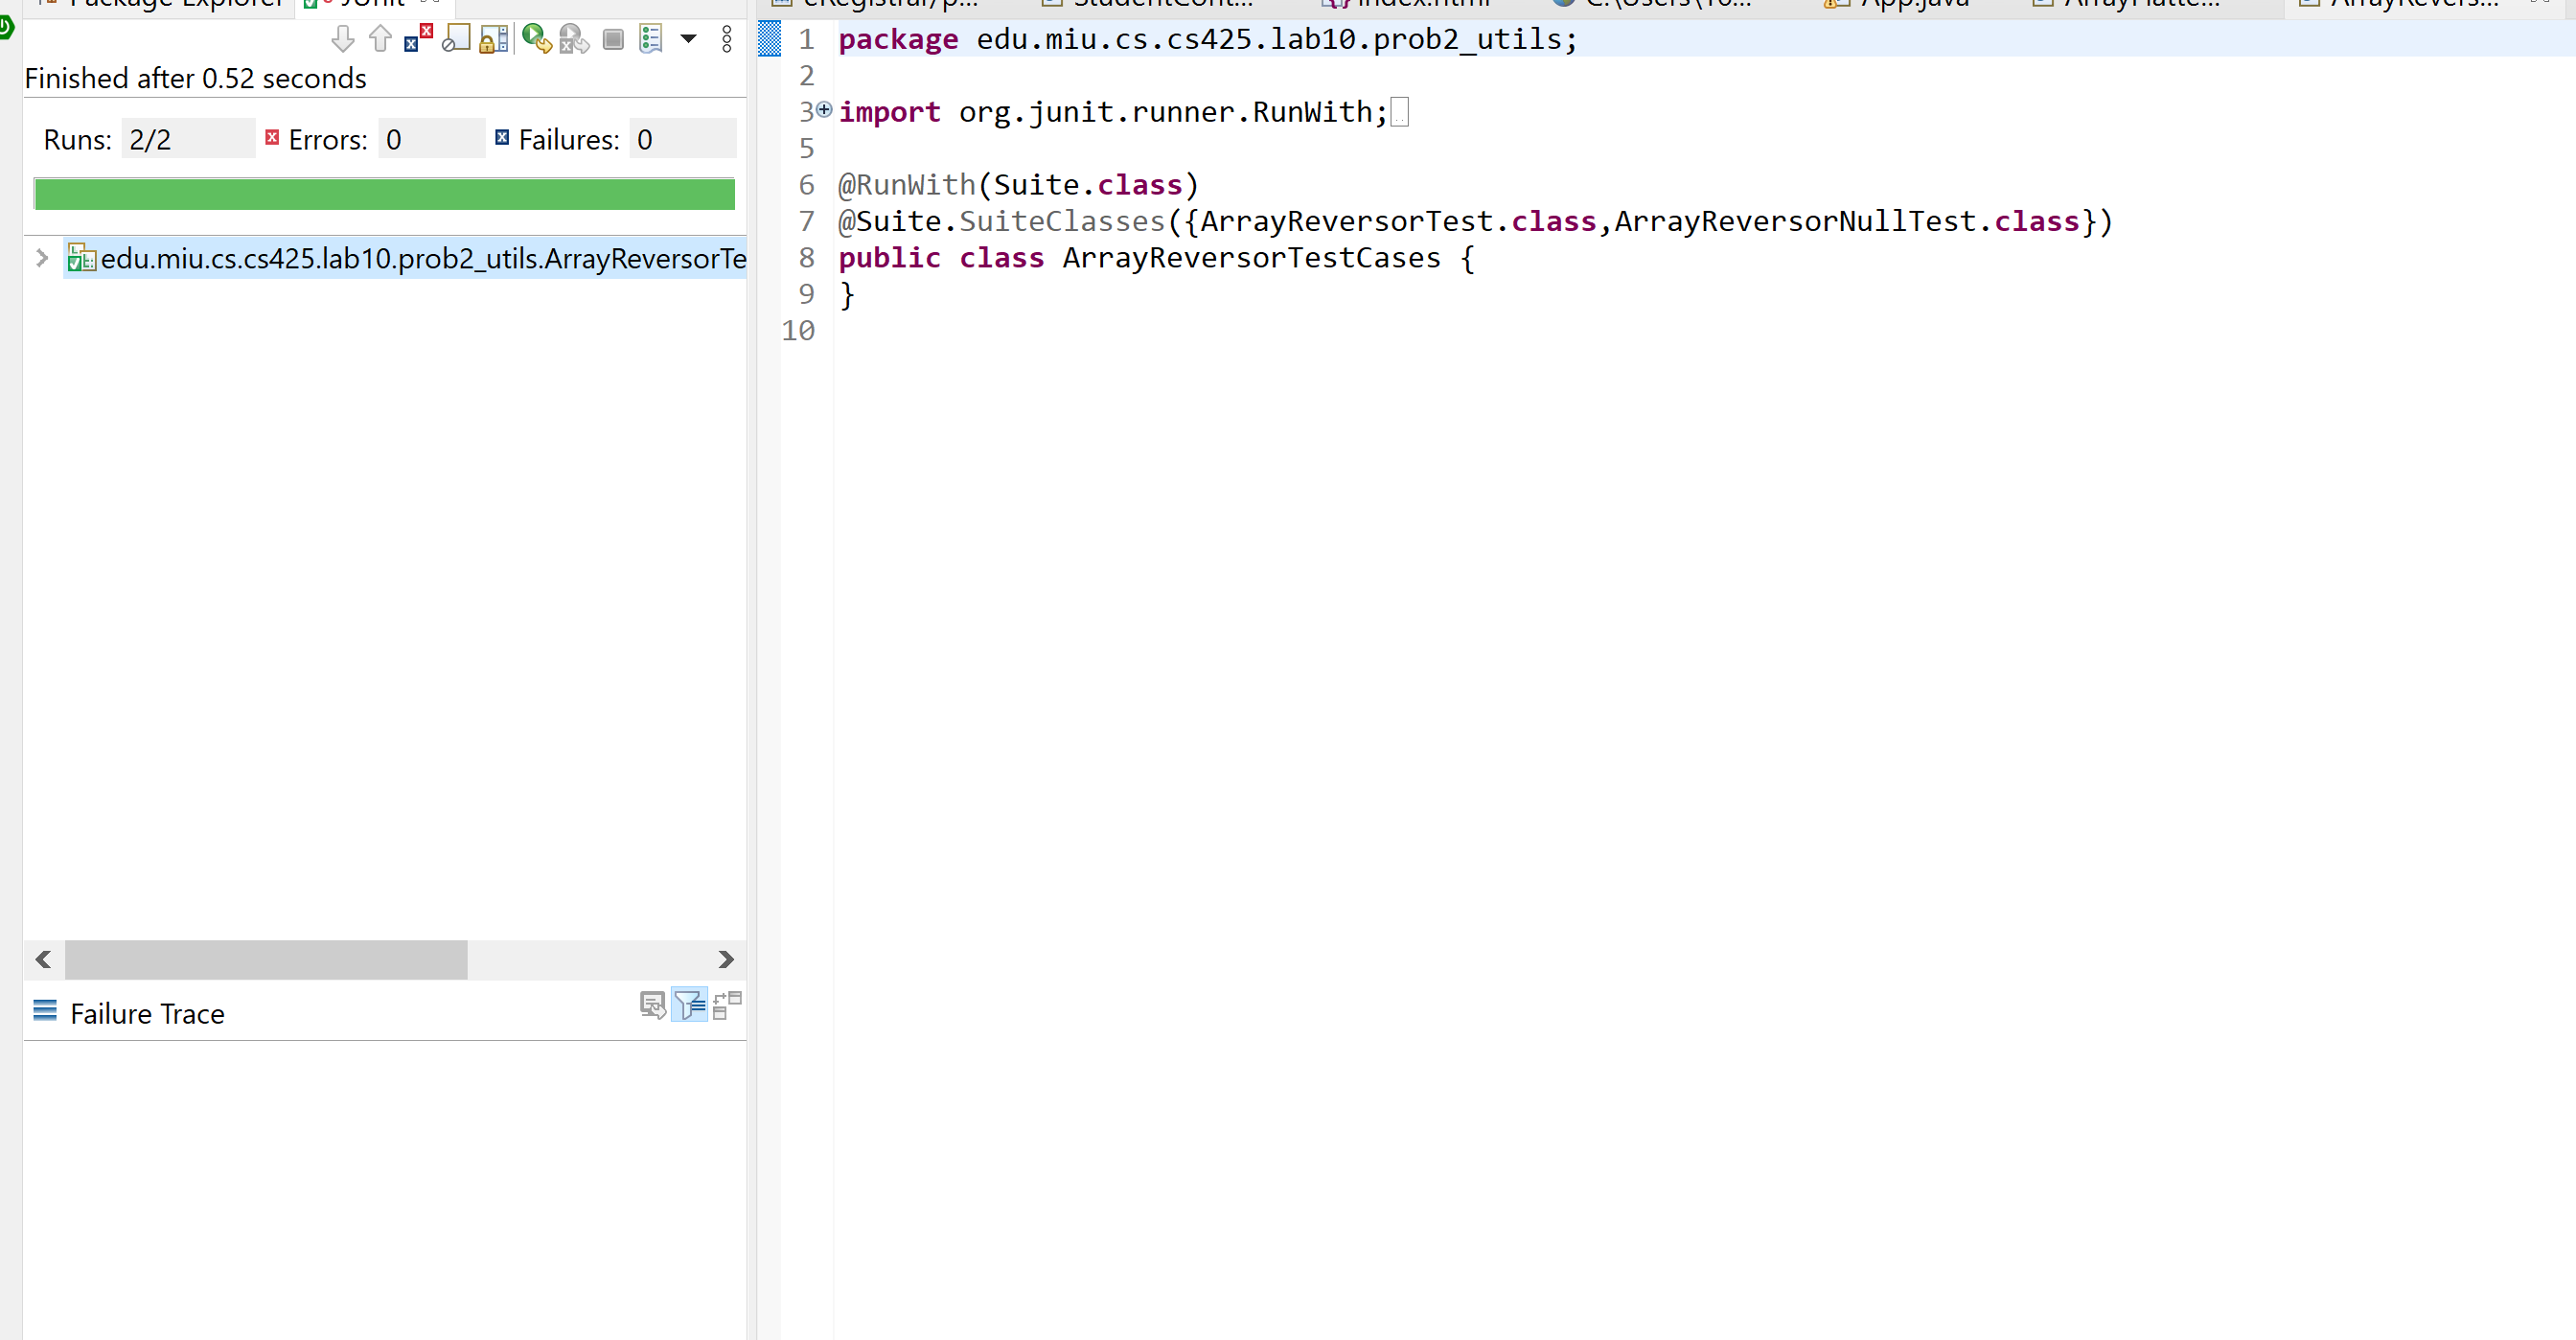 Package Explorer JUnit
Finished after 0.52 seconds
Runs: 2/2 Errors: 0 Failures: 0
edu.miu.cs.cs425.lab10.prob2_utils.ArrayReversorTe
Failure Trace
eRegistrar/p... StudentCont... index.html C:\Users\10... App.java ArrayFlatte... ArrayRevers...
1 package edu.miu.cs.cs425.lab10.prob2_utils;
2
3 import org.junit.runner.RunWith;
5
6 @RunWith(Suite.class)
7 @Suite.SuiteClasses({ArrayReversorTest.class,ArrayReversorNullTest.class})
8 public class ArrayReversorTestCases {
9 }
10